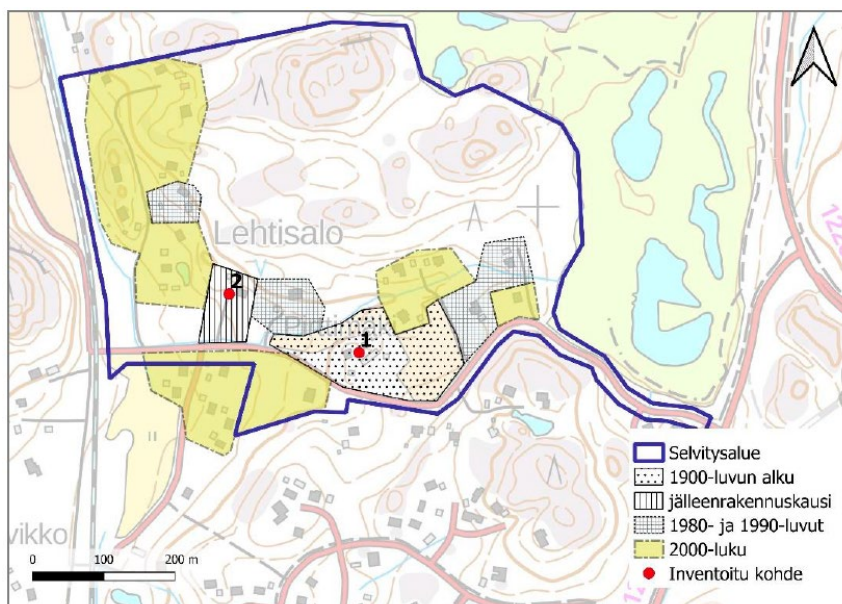 122
Lehtisalo
2
1
Selvitysalue
1900-luvun alku
jälleenrakennuskausi
1980- ja 1990-luvut
2000-luku
Inventoitu kohde
vikko
0 100 200 m